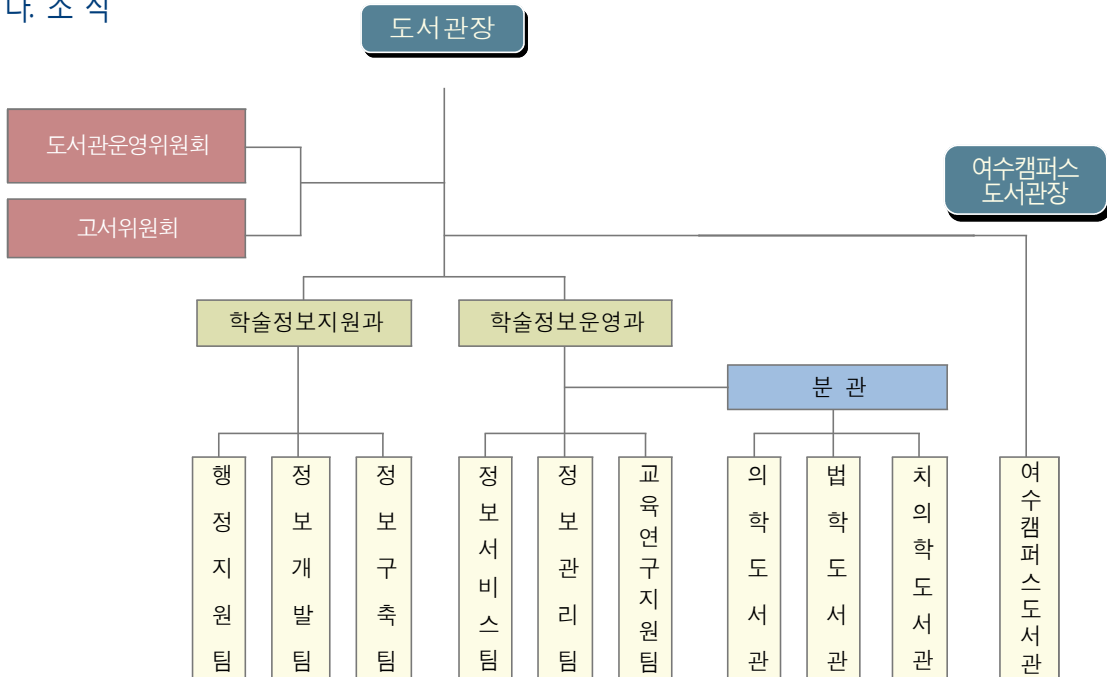 나. 조 직
도서관장
도서관운영위원회
고서위원회
여수캠퍼스
도서관장
학술정보지원과
학술정보운영과
분 관
행정지원팀
정보개발팀
정보구축팀
정보서비스팀
정보관리팀
교육연구지원팀
의학도서관
법학도서관
치의학도서관
여수캠퍼스도서관